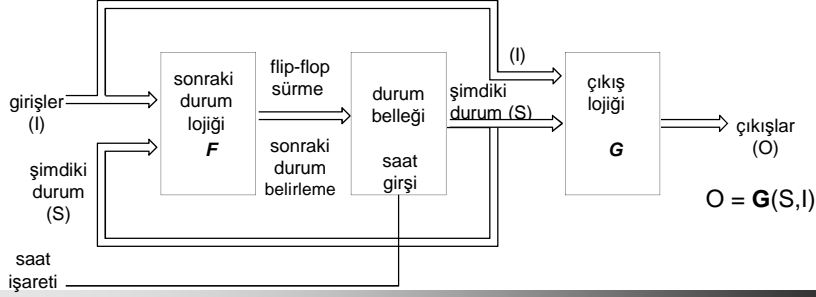 girişler
(I)
şimdiki
durum
(S)
saat
işareti
sonraki
durum
lojiği
F
flip-flop
sürme
sonraki
durum
belirleme
durum
belleği
saat
girşi
şimdiki
durum (S)
(I)
çıkış
lojiği
G
çıkışlar
(O)
O = G(S,I)